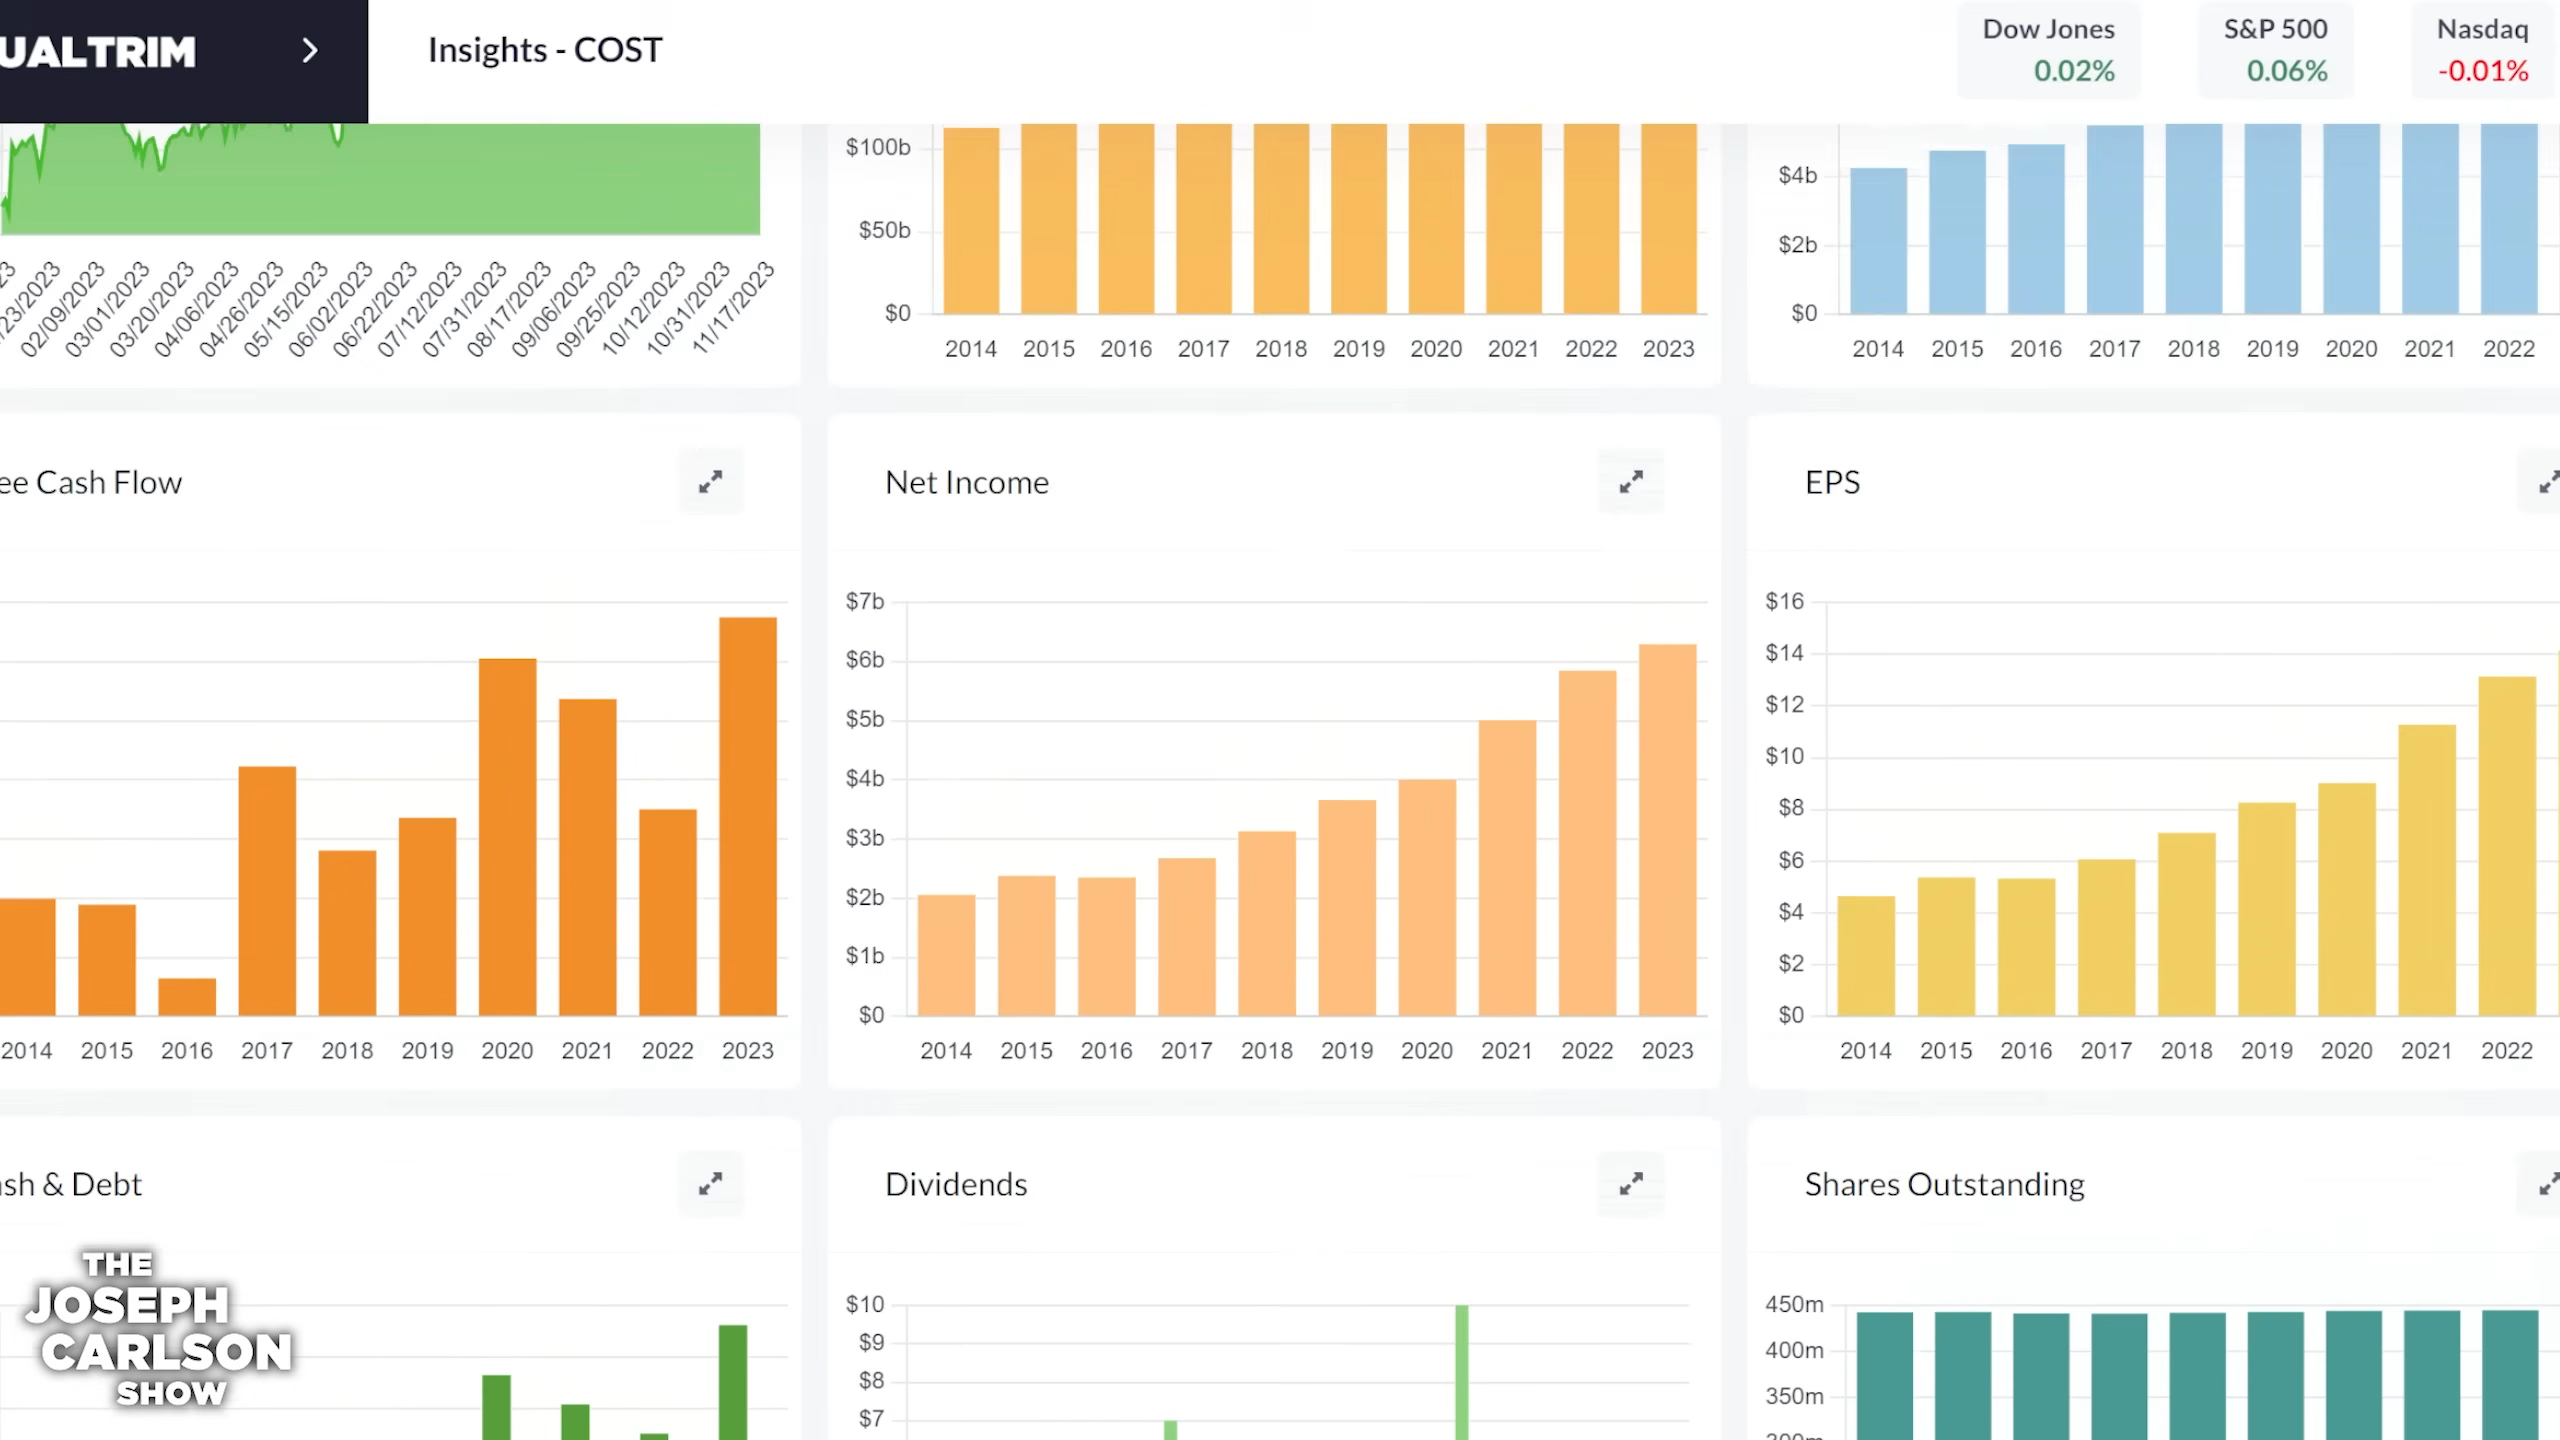 UALTRIM
Insights - COST
Dow Jones
0.02%
S&P 500
0.06%
Nasdaq
-0.01%
23/2023
02/09/2023
03/01/2023
03/20/2023
04/06/2023
04/26/2023
05/15/2023
06/02/2023
06/22/2023
07/12/2023
07/31/2023
08/17/2023
09/06/2023
09/25/2023
10/12/2023
10/31/2023
11/17/2023
$100b
$50b
$0
2014 2015 2016 2017 2018 2019 2020 2021 2022 2023
$4b
$2b
$0
2014 2015 2016 2017 2018 2019 2020 2021 2022
ee Cash Flow
2014 2015 2016 2017 2018 2019 2020 2021 2022 2023
Net Income
$7b
$6b
$5b
$4b
$3b
$2b
$1b
$0
2014 2015 2016 2017 2018 2019 2020 2021 2022 2023
EPS
$16
$14
$12
$10
$8
$6
$4
$2
$0
2014 2015 2016 2017 2018 2019 2020 2021 2022
sh & Debt
THE
JOSEPH
CARLSON
SHOW
Dividends
$10
$9
$8
$7
Shares Outstanding
450m
400m
350m